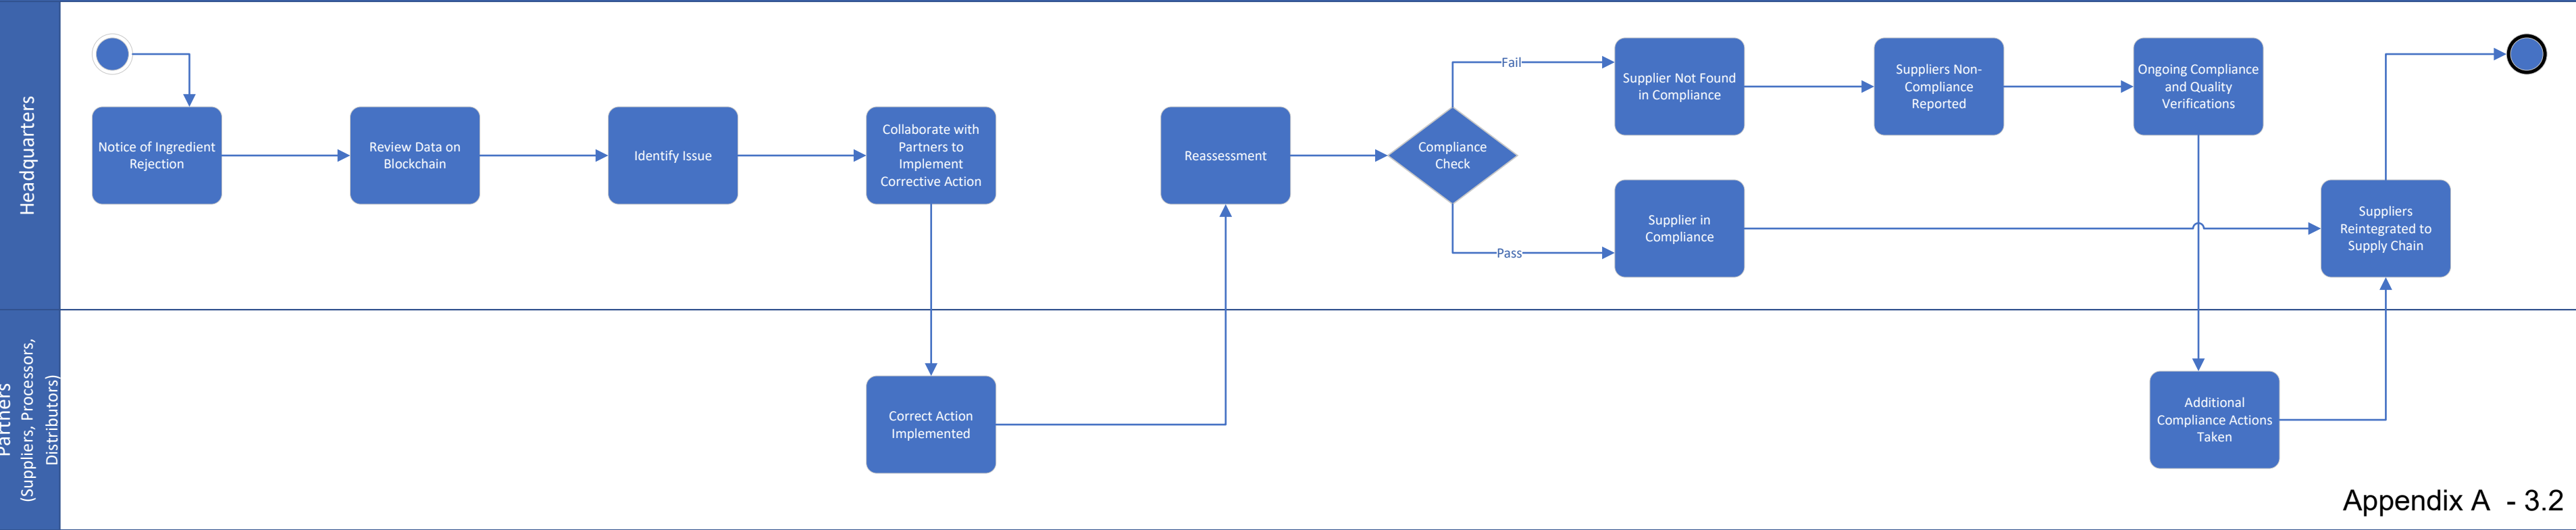 Headquarters
Notice of Ingredient
Rejection
Review Data on
Blockchain
Identify Issue
Collaborate with
Partners to
Implement
Corrective Action
Reassessment
Compliance
Check
Fail
Pass
Supplier Not Found
in Compliance
Suppliers Non-
Compliance
Reported
Ongoing Compliance
and Quality
Verifications
Supplier in
Compliance
Suppliers
Reintegrated to
Supply Chain
Partners
(Suppliers, Processors,
Distributors)
Correct Action
Implemented
Additional
Compliance Actions
Taken
Appendix A - 3.2